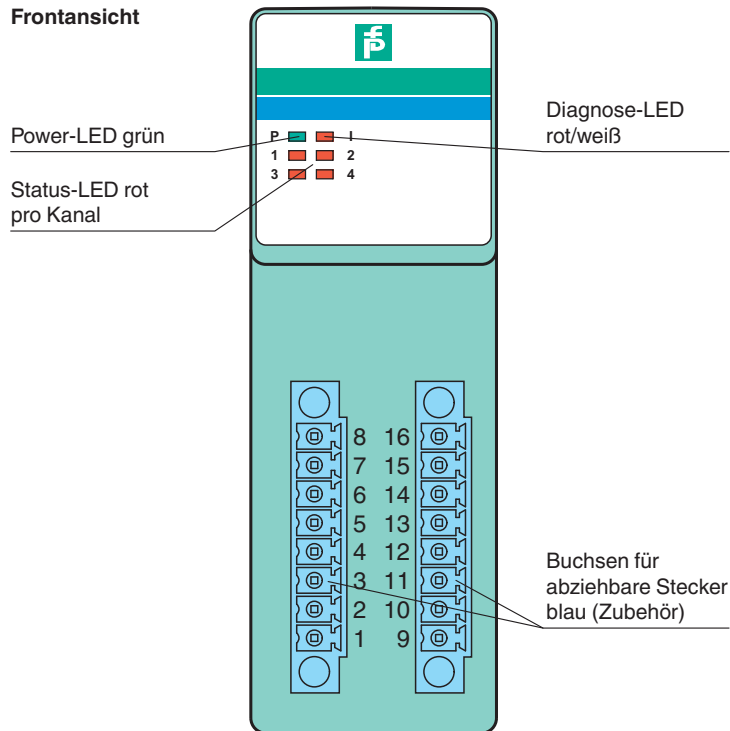 Frontansicht
Power-LED grün
Status-LED rot
pro Kanal
Diagnose-LED
rot/weiß
P I
1 2
3 4
8 16
7 15
6 14
5 13
4 12
3 11
2 10
1 9
Buchsen für
abziehbare Stecker
blau (Zubehör)